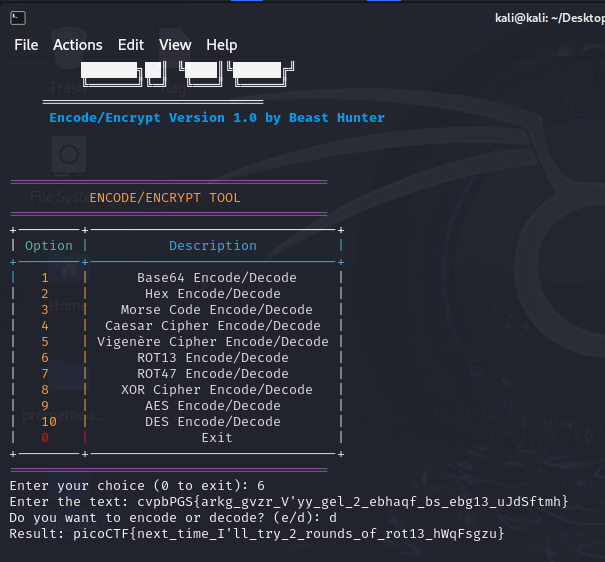 kali@kali: ~/Desktop
File Actions Edit View Help
Encode/Encrypt Version 1.0 by Beast Hunter
ENCODE/ENCRYPT TOOL
| Option | Description |
| 1 | Base64 Encode/Decode |
| 2 | Hex Encode/Decode |
| 3 | Morse Code Encode/Decode |
| 4 | Caesar Cipher Encode/Decode |
| 5 | Vigenère Cipher Encode/Decode |
| 6 | ROT13 Encode/Decode |
| 7 | ROT47 Encode/Decode |
| 8 | XOR Cipher Encode/Decode |
| 9 | AES Encode/Decode |
| 10 | DES Encode/Decode |
| 0 | Exit |
Enter your choice (0 to exit): 6
Enter the text: cvpbPGS{arkg_gvzr_V'yy_gel_2_ebhaqf_bs_ebg13_uJdSftmh}
Do you want to encode or decode? (e/d): d
Result: picoCTF{next_time_I'll_try_2_rounds_of_rot13_hWqFsgzu}